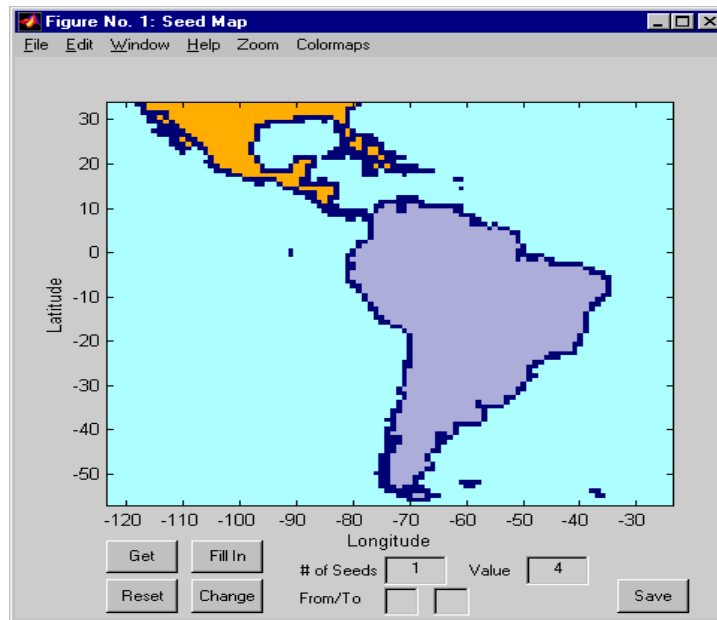 Figure No. 1: Seed Map
File Edit Window Help Zoom Colormaps
30
20
10
0
-10
-20
-30
-40
-50
Latitude
-120 -110 -100 -90 -80 -70 -60 -50 -40 -30
Longitude
Get Fill In
# of Seeds 1 Value 4
Reset Change From/To Save